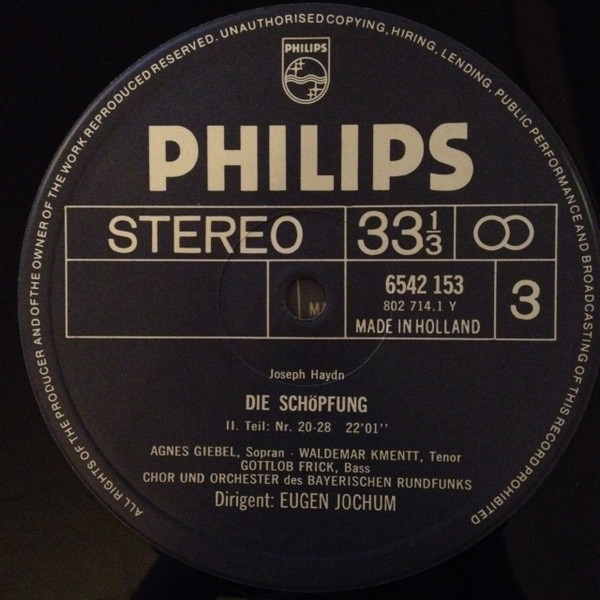 ALL RIGHTS OF THE PRODUCER AND OF THE OWNER OF THE WORK REPRODUCED RESERVED. UNAUTHORISED COPYING, HIRING, LENDING, PUBLIC PERFORMANCE AND BROADCASTING OF THIS RECORD PROHIBITED
PHILIPS
PHILIPS
STEREO 33 1/3
6542 153
802 714.1 Y
MADE IN HOLLAND
3
Joseph Haydn
DIE SCHÖPFUNG
II. Teil: Nr. 20-28 22'01''
AGNES GIEBEL, Sopran - WALDEMAR KMENTT, Tenor
GOTTLOB FRICK, Bass
CHOR UND ORCHESTER des BAYERISCHEN RUNDFUNKS
Dirigent: EUGEN JOCHUM